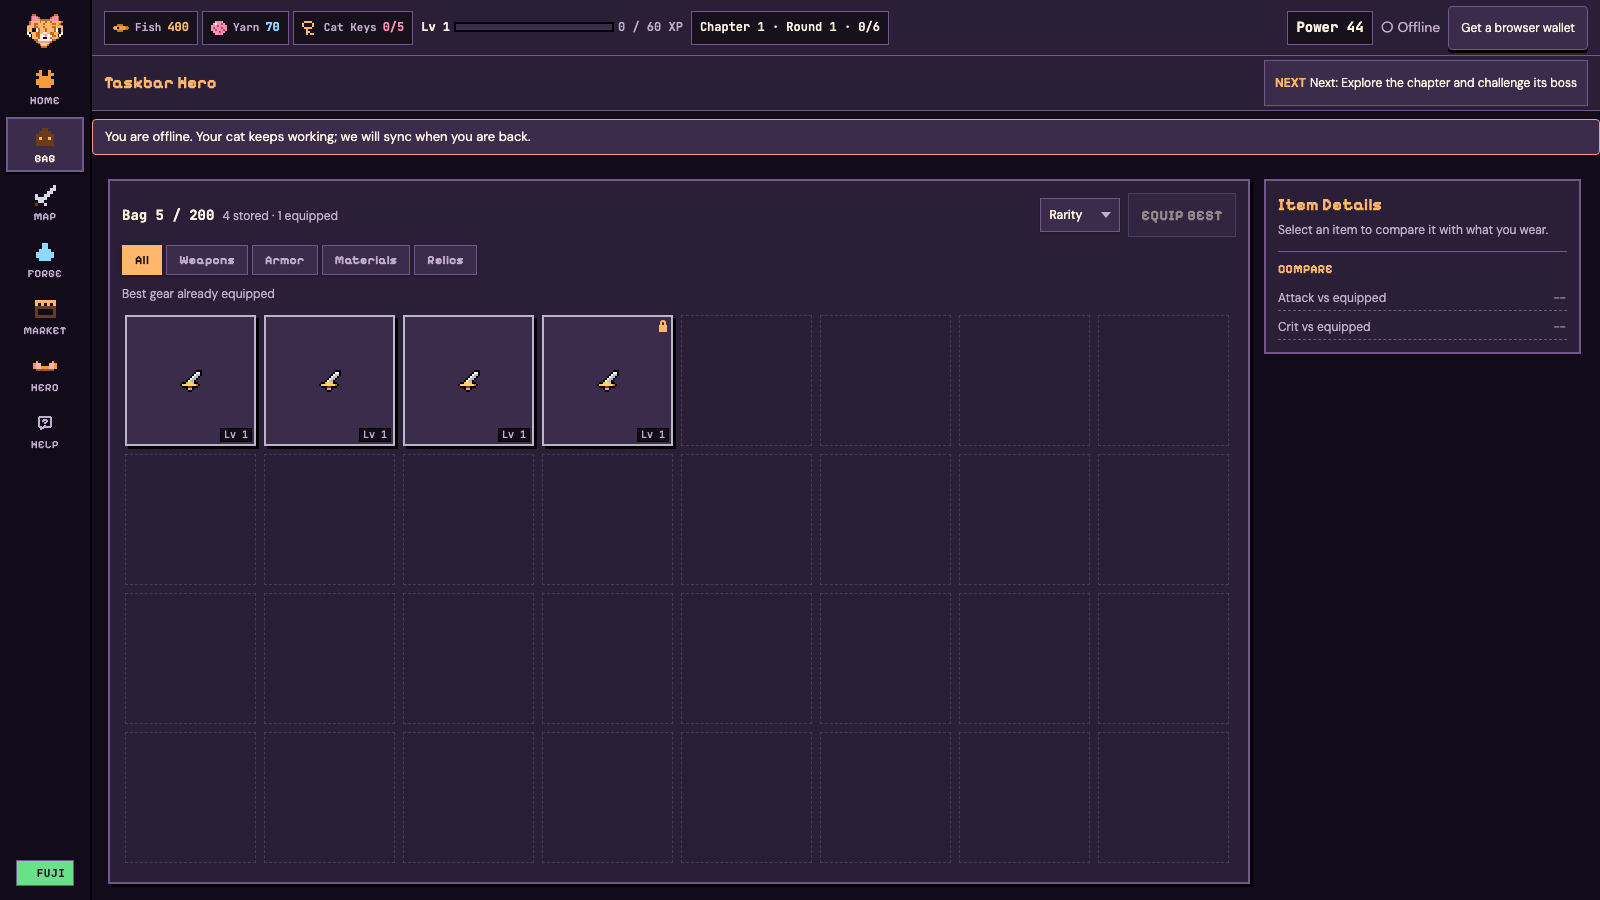 Fish 400
Yarn 70
Cat Keys 0/5
Lv 1
0 / 60 XP
Chapter 1 · Round 1 · 0/6
Power 44
Offline
Get a browser wallet
Taskbar Hero
NEXT Next: Explore the chapter and challenge its boss
You are offline. Your cat keeps working; we will sync when you are back.
HOME
BAG
MAP
FORGE
MARKET
HERO
HELP
FUJI
Bag 5 / 200 4 stored · 1 equipped
Rarity
EQUIP BEST
All
Weapons
Armor
Materials
Relics
Best gear already equipped
Lv 1
Lv 1
Lv 1
Lv 1
Item Details
Select an item to compare it with what you wear.
COMPARE
Attack vs equipped --
Crit vs equipped --